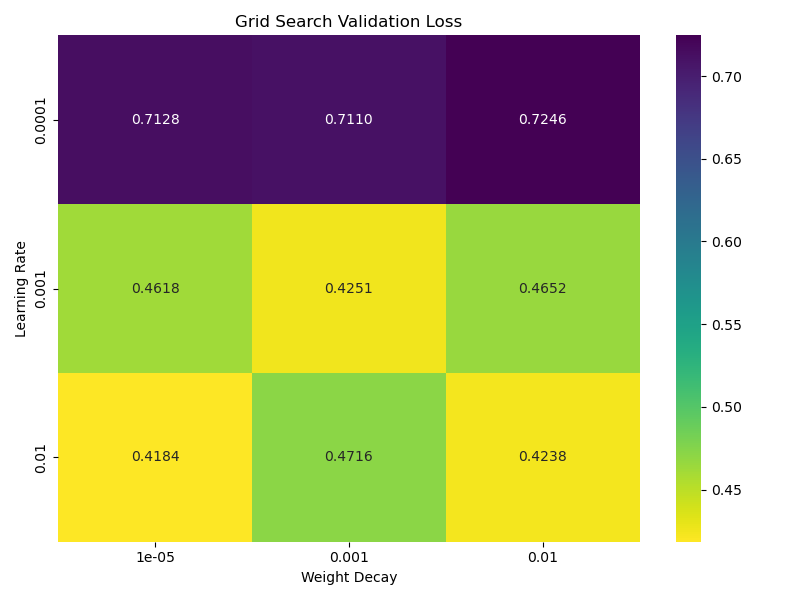 Grid Search Validation Loss
Learning Rate
0.0001
0.001
0.01
0.7128 0.7110 0.7246
0.4618 0.4251 0.4652
0.4184 0.4716 0.4238
1e-05 0.001 0.01
Weight Decay
0.70
0.65
0.60
0.55
0.50
0.45